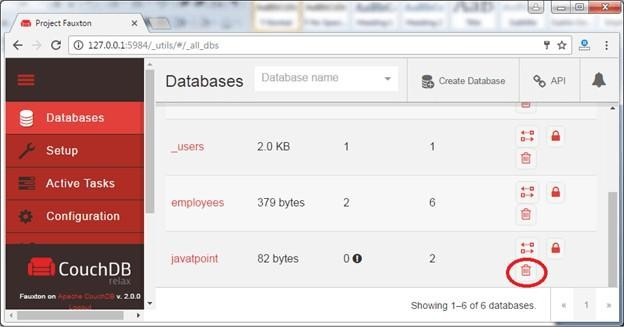 Project Fauxton
127.0.0.1:5984/_utils/#/_all_dbs
Databases
Database name
Create Database
API
Databases
Setup
Active Tasks
Configuration
_users 2.0 KB 1 1
employees 379 bytes 2 6
javatpoint 82 bytes 0 2
CouchDB
relax
Fauxton on Apache CouchDB v. 2.0.0
Logout
Showing 1–6 of 6 databases.
« 1 »